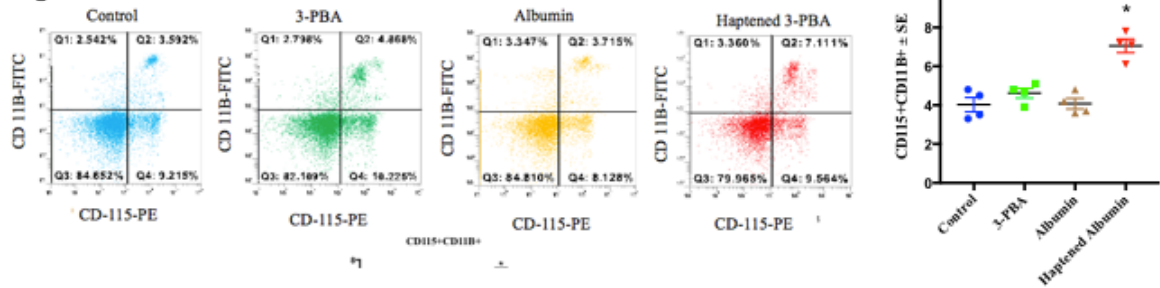 Control
Q1: 2.542% Q2: 3.592%
Q3: 84.652% Q4: 9.215%
CD 11B-FITC
CD-115-PE
3-PBA
Q1: 2.798% Q2: 4.868%
Q3: 82.109% Q4: 10.225%
CD 11B-FITC
CD-115-PE
Albumin
Q1: 3.347% Q2: 3.715%
Q3: 84.810% Q4: 8.128%
CD 11B-FITC
CD-115-PE
Haptened 3-PBA
Q1: 3.360% Q2: 7.111%
Q3: 79.965% Q4: 9.564%
CD 11B-FITC
CD-115-PE
CD115+CD11B+
8
*
CD115+CD11B+ ± SE
8
6
4
2
0
*
Control
3-PBA
Albumin
Haptened Albumin